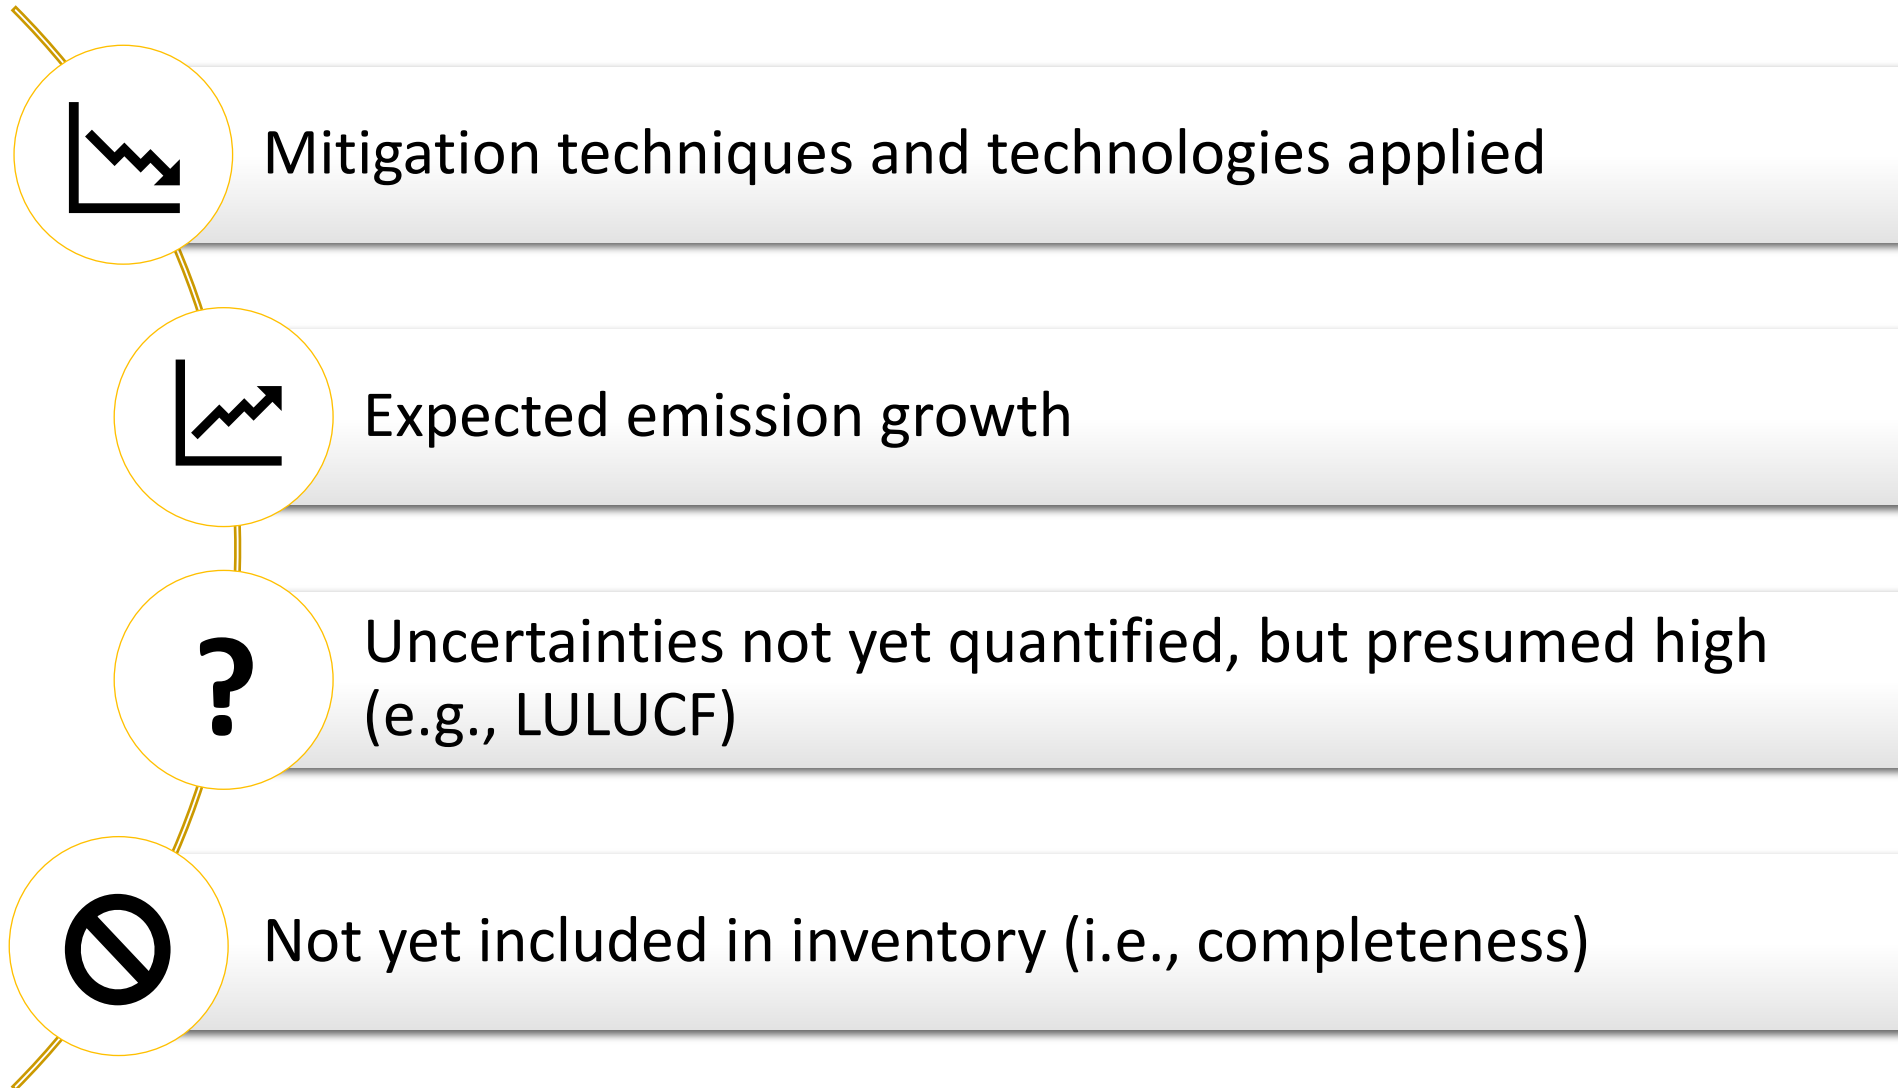 Mitigation techniques and technologies applied
Expected emission growth
?
Uncertainties not yet quantified, but presumed high
(e.g., LULUCF)
Not yet included in inventory (i.e., completeness)